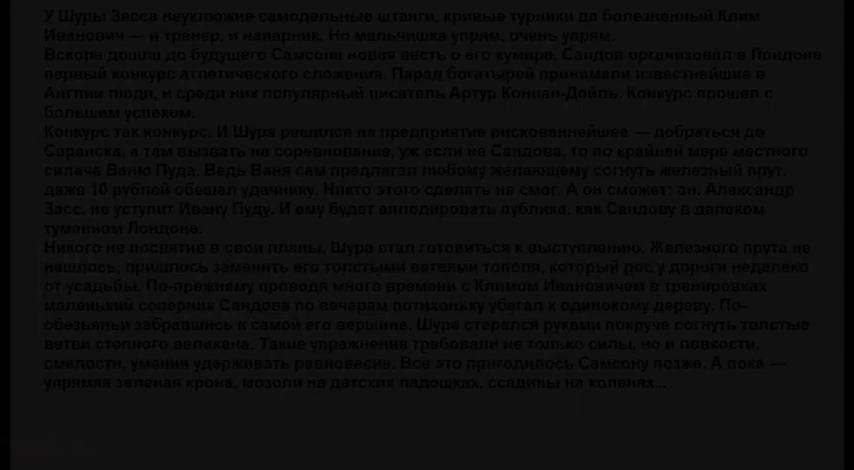 У Шуры Засса неуклюжие самодельные штанги, кривые турники да болезненный Клим
Иванович — и тренер, и напарник. Но мальчишка упрям, очень упрям.
Вскоре дошла до будущего Самсона новая весть о его кумире. Сандов организовал в Лондоне
первый конкурс атлетического сложения. Парад богатырей принимали известнейшие в
Англии люди, и среди них популярный писатель Артур Коннан-Дойль. Конкурс прошел с
большим успехом.
Конкурс так конкурс. И Шура решился на предприятие рискованнейшее — добраться до
Саранска, а там вызвать на соревнование, уж если не Сандова, то по крайней мере местного
силача Ваню Пуда. Ведь Ваня сам предлагал любому желающему согнуть железный прут,
даже 10 рублей обещал удачнику. Никто этого сделать не смог. А он сможет: он, Александр
Засс, не уступит Ивану Пуду. И ему будет апплодировать публика, как Сандову в далеком
туманном Лондоне.
Никого не посвятив в свои планы, Шура стал готовиться к выступлению. Железного прута не
нашлось, пришлось заменить его толстыми ветвями тополя, который рос у дороги недалеко
от усадьбы. По-прежнему проводя много времени с Климом Ивановичем в тренировках
маленький соперник Сандова по вечерам потихоньку убегал к одинокому дереву. По-
обезьяньи забравшись к самой его вершине, Шура старался руками покруче согнуть толстые
ветви степного великана. Такие упражнения требовали не только силы, но и ловкости,
смелости, умения удерживать равновесие. Все это пригодилось Самсону позже. А пока —
упрямая зеленая крона, мозоли на детских ладошках, ссадины на коленях...